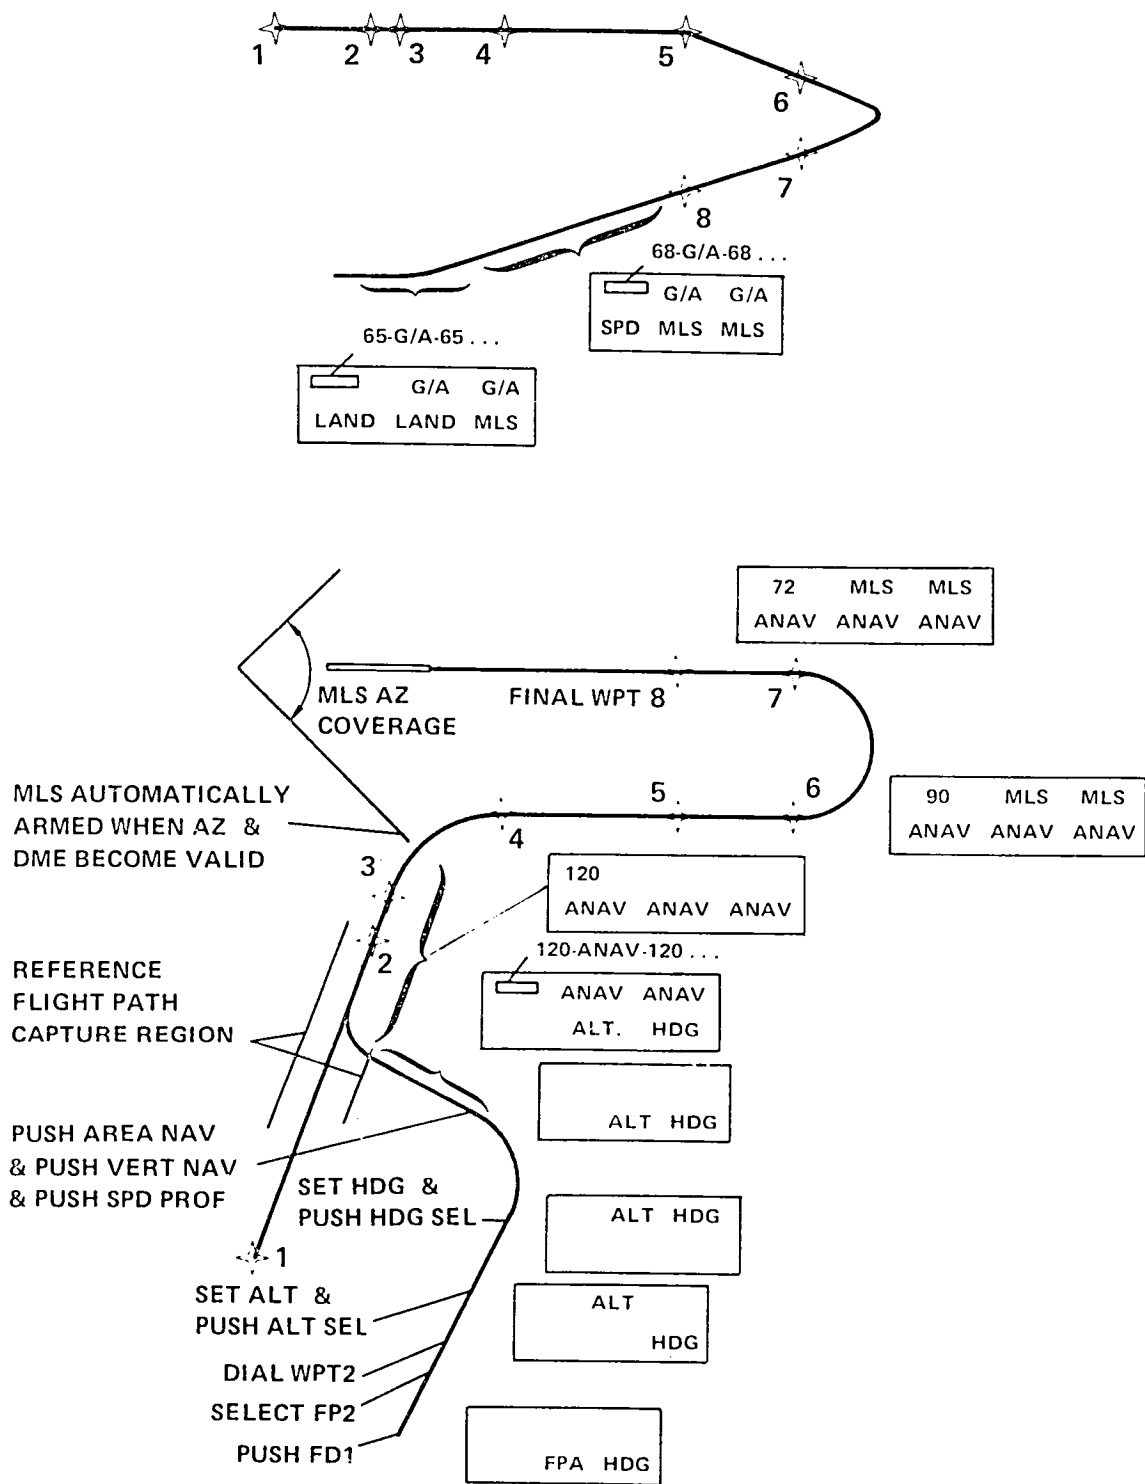 1 2 3 4 5
6
7
8
68-G/A-68 . . .
G/A G/A
SPD MLS MLS
65-G/A-65 . . .
G/A G/A
LAND LAND MLS
72 MLS MLS
ANAV ANAV ANAV
MLS AZ
COVERAGE
FINAL WPT 8 7
MLS AUTOMATICALLY
ARMED WHEN AZ &
DME BECOME VALID
5 6
4
90 MLS MLS
ANAV ANAV ANAV
3
120
ANAV ANAV ANAV
2
120-ANAV-120 . . .
ANAV ANAV
ALT. HDG
REFERENCE
FLIGHT PATH
CAPTURE REGION
ALT HDG
PUSH AREA NAV
& PUSH VERT NAV
& PUSH SPD PROF
SET HDG &
PUSH HDG SEL
ALT HDG
1
SET ALT &
PUSH ALT SEL
ALT
HDG
DIAL WPT2
SELECT FP2
PUSH FD1
FPA HDG